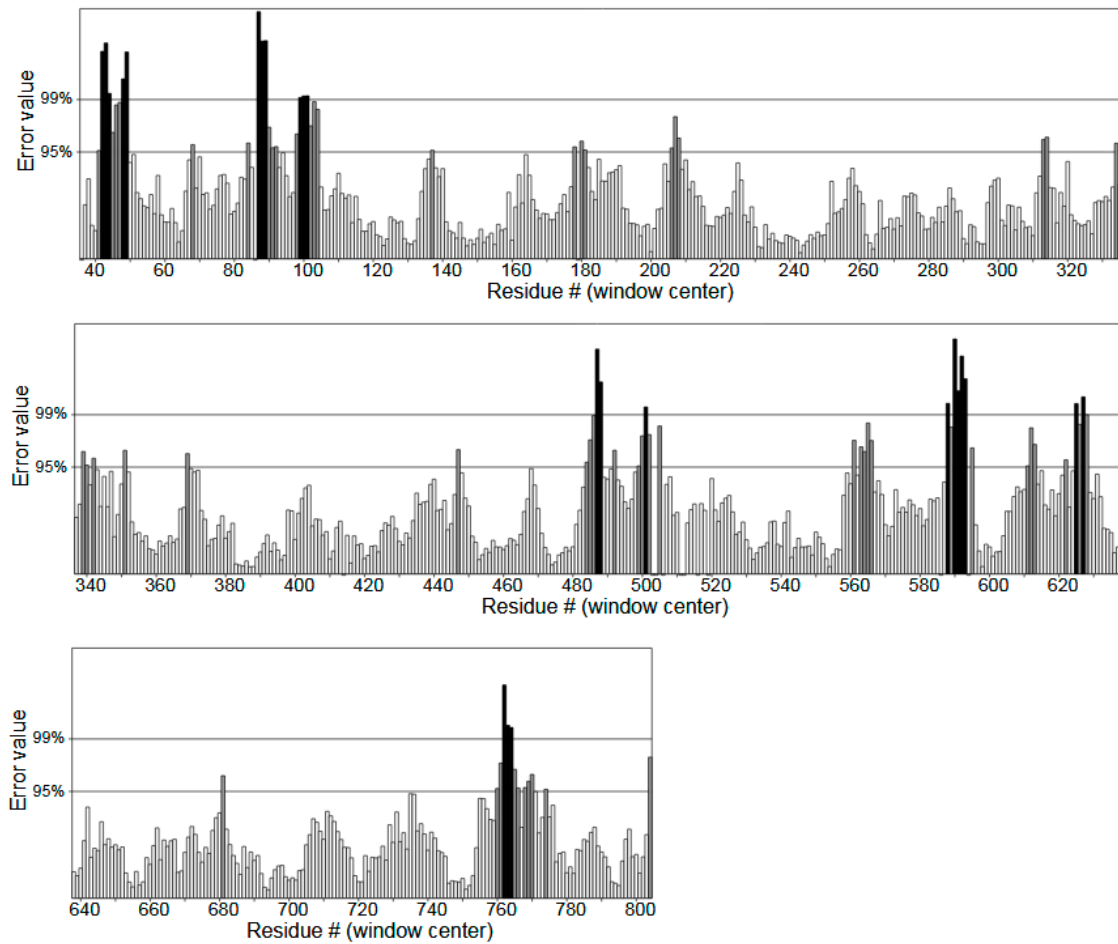 Error value
99%
95%
40 60 80 100 120 140 160 180 200 220 240 260 280 300 320
Residue # (window center)
Error value
99%
95%
340 360 380 400 420 440 460 480 500 520 540 560 580 600 620
Residue # (window center)
Error value
99%
95%
640 660 680 700 720 740 760 780 800
Residue # (window center)